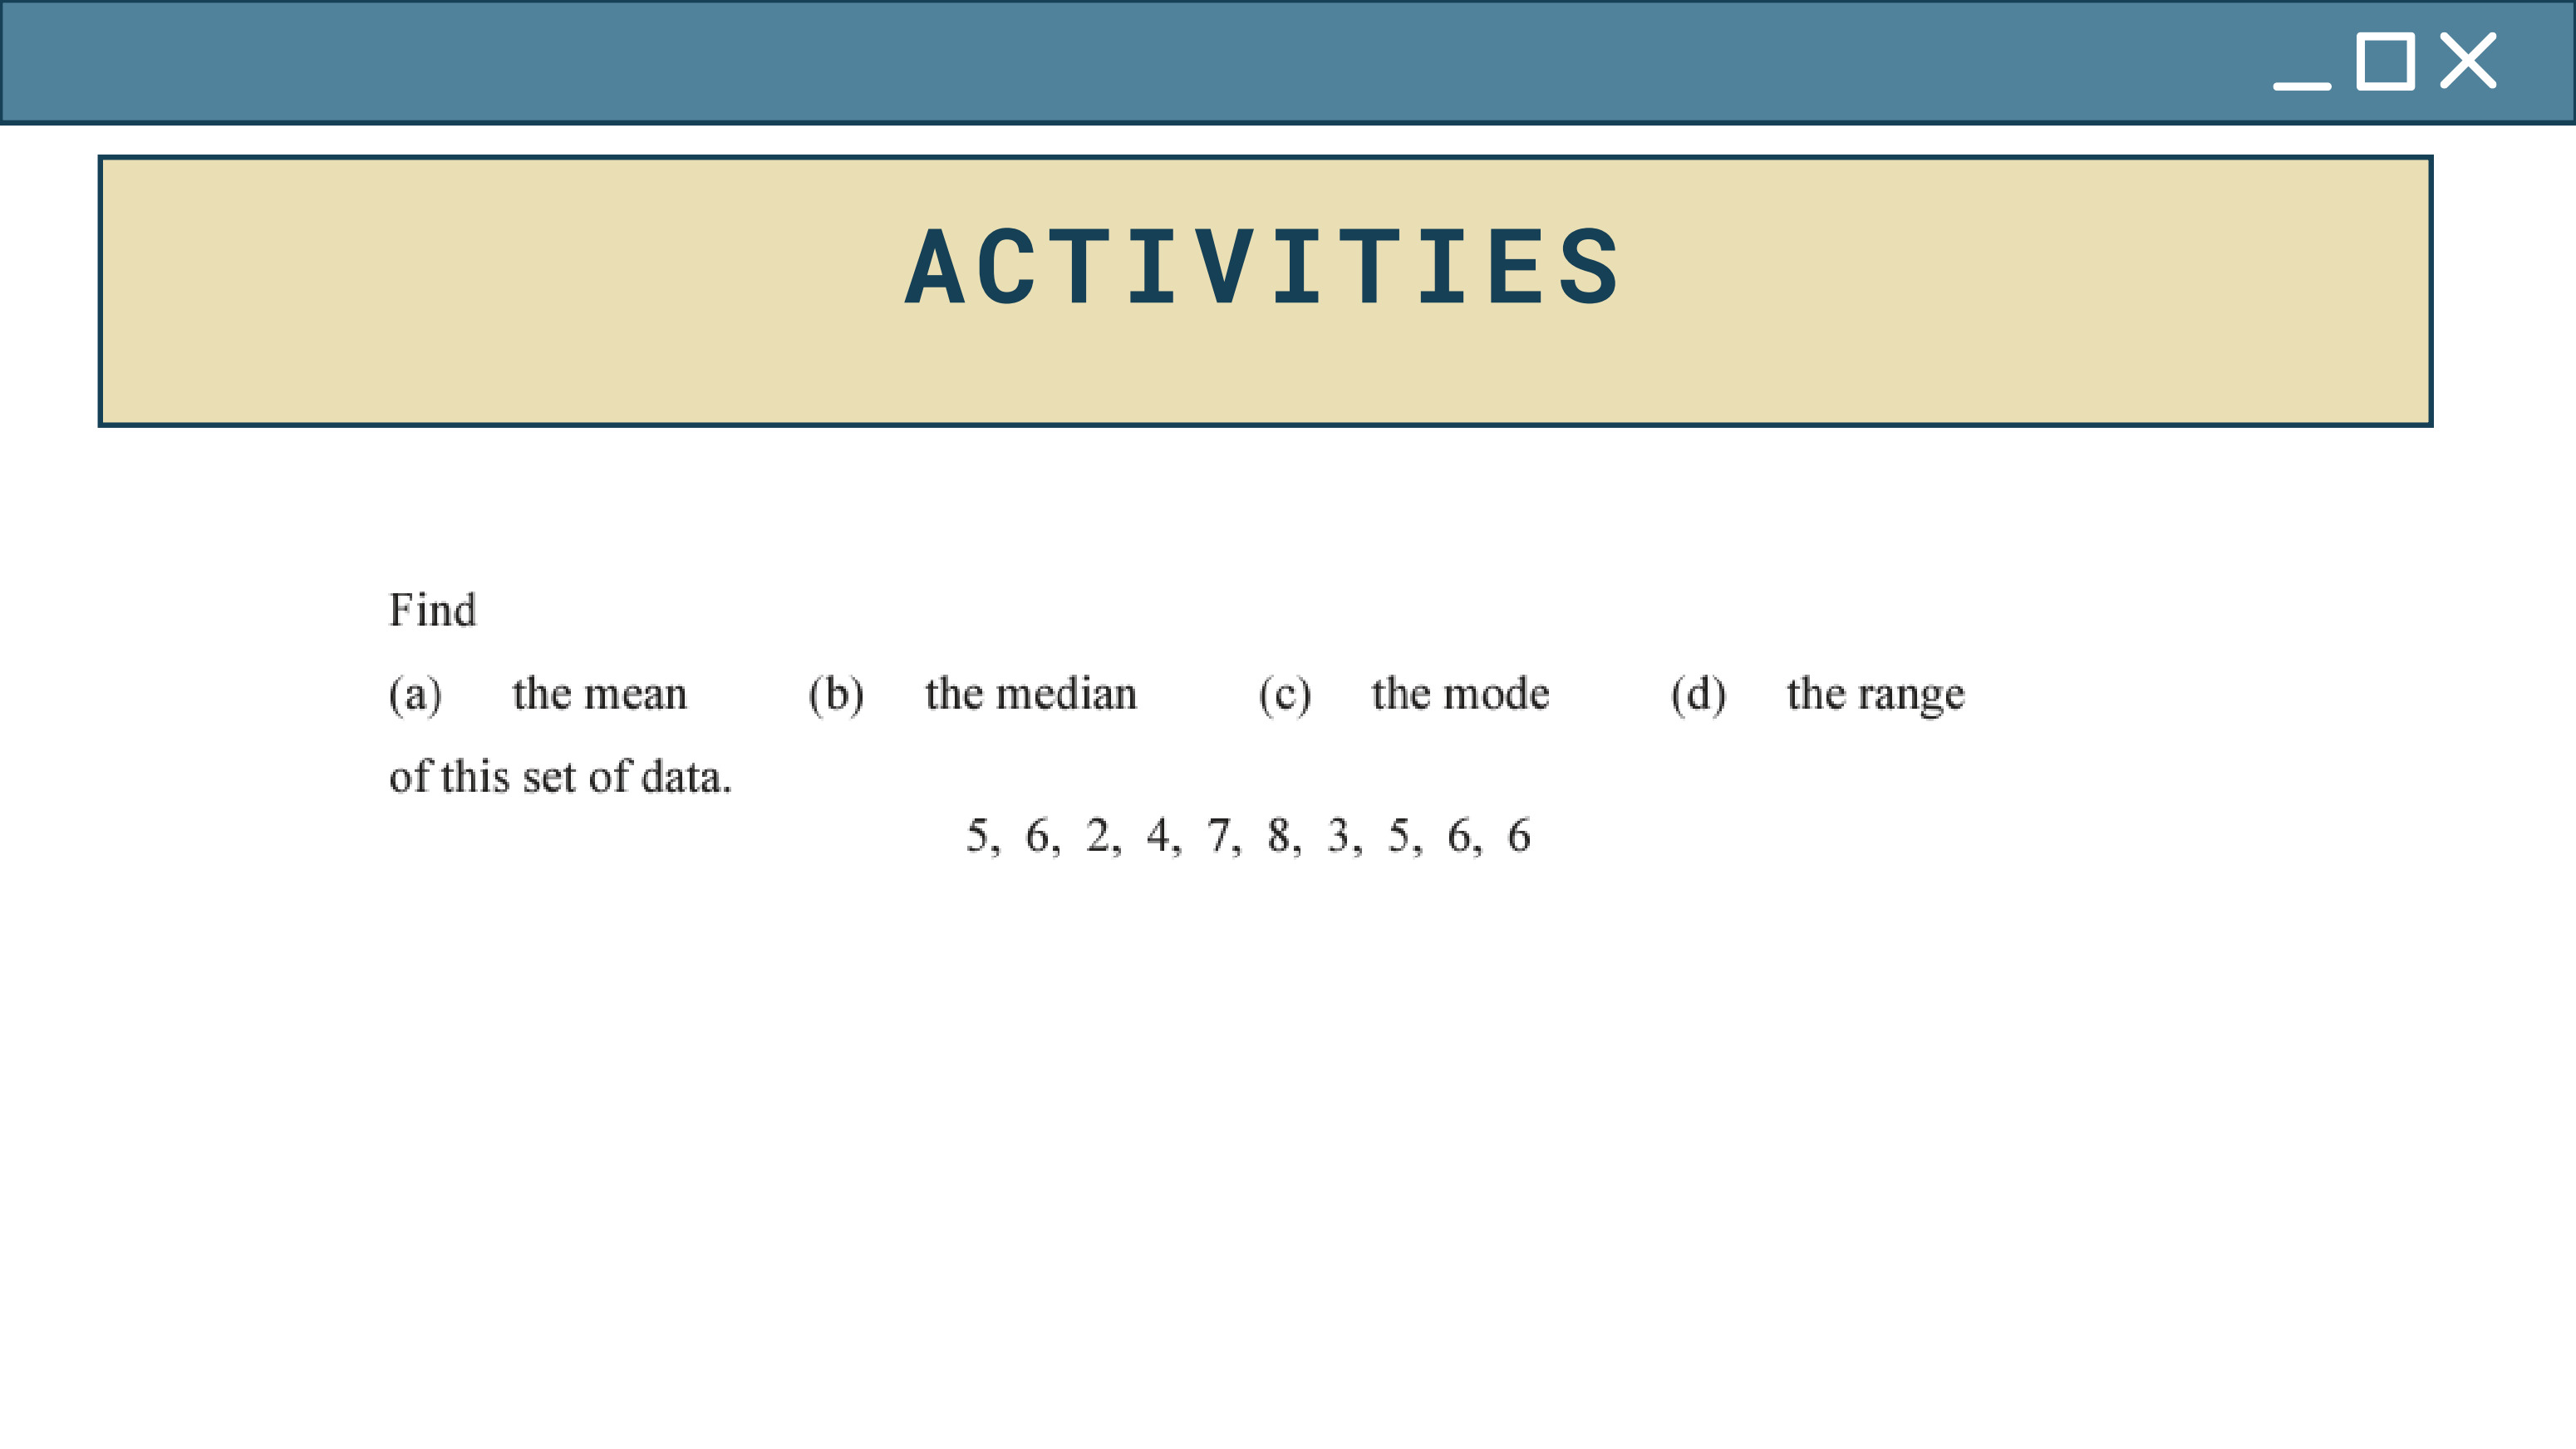 ACTIVITIES
Find
(a) the mean (b) the median (c) the mode (d) the range
of this set of data.
5, 6, 2, 4, 7, 8, 3, 5, 6, 6